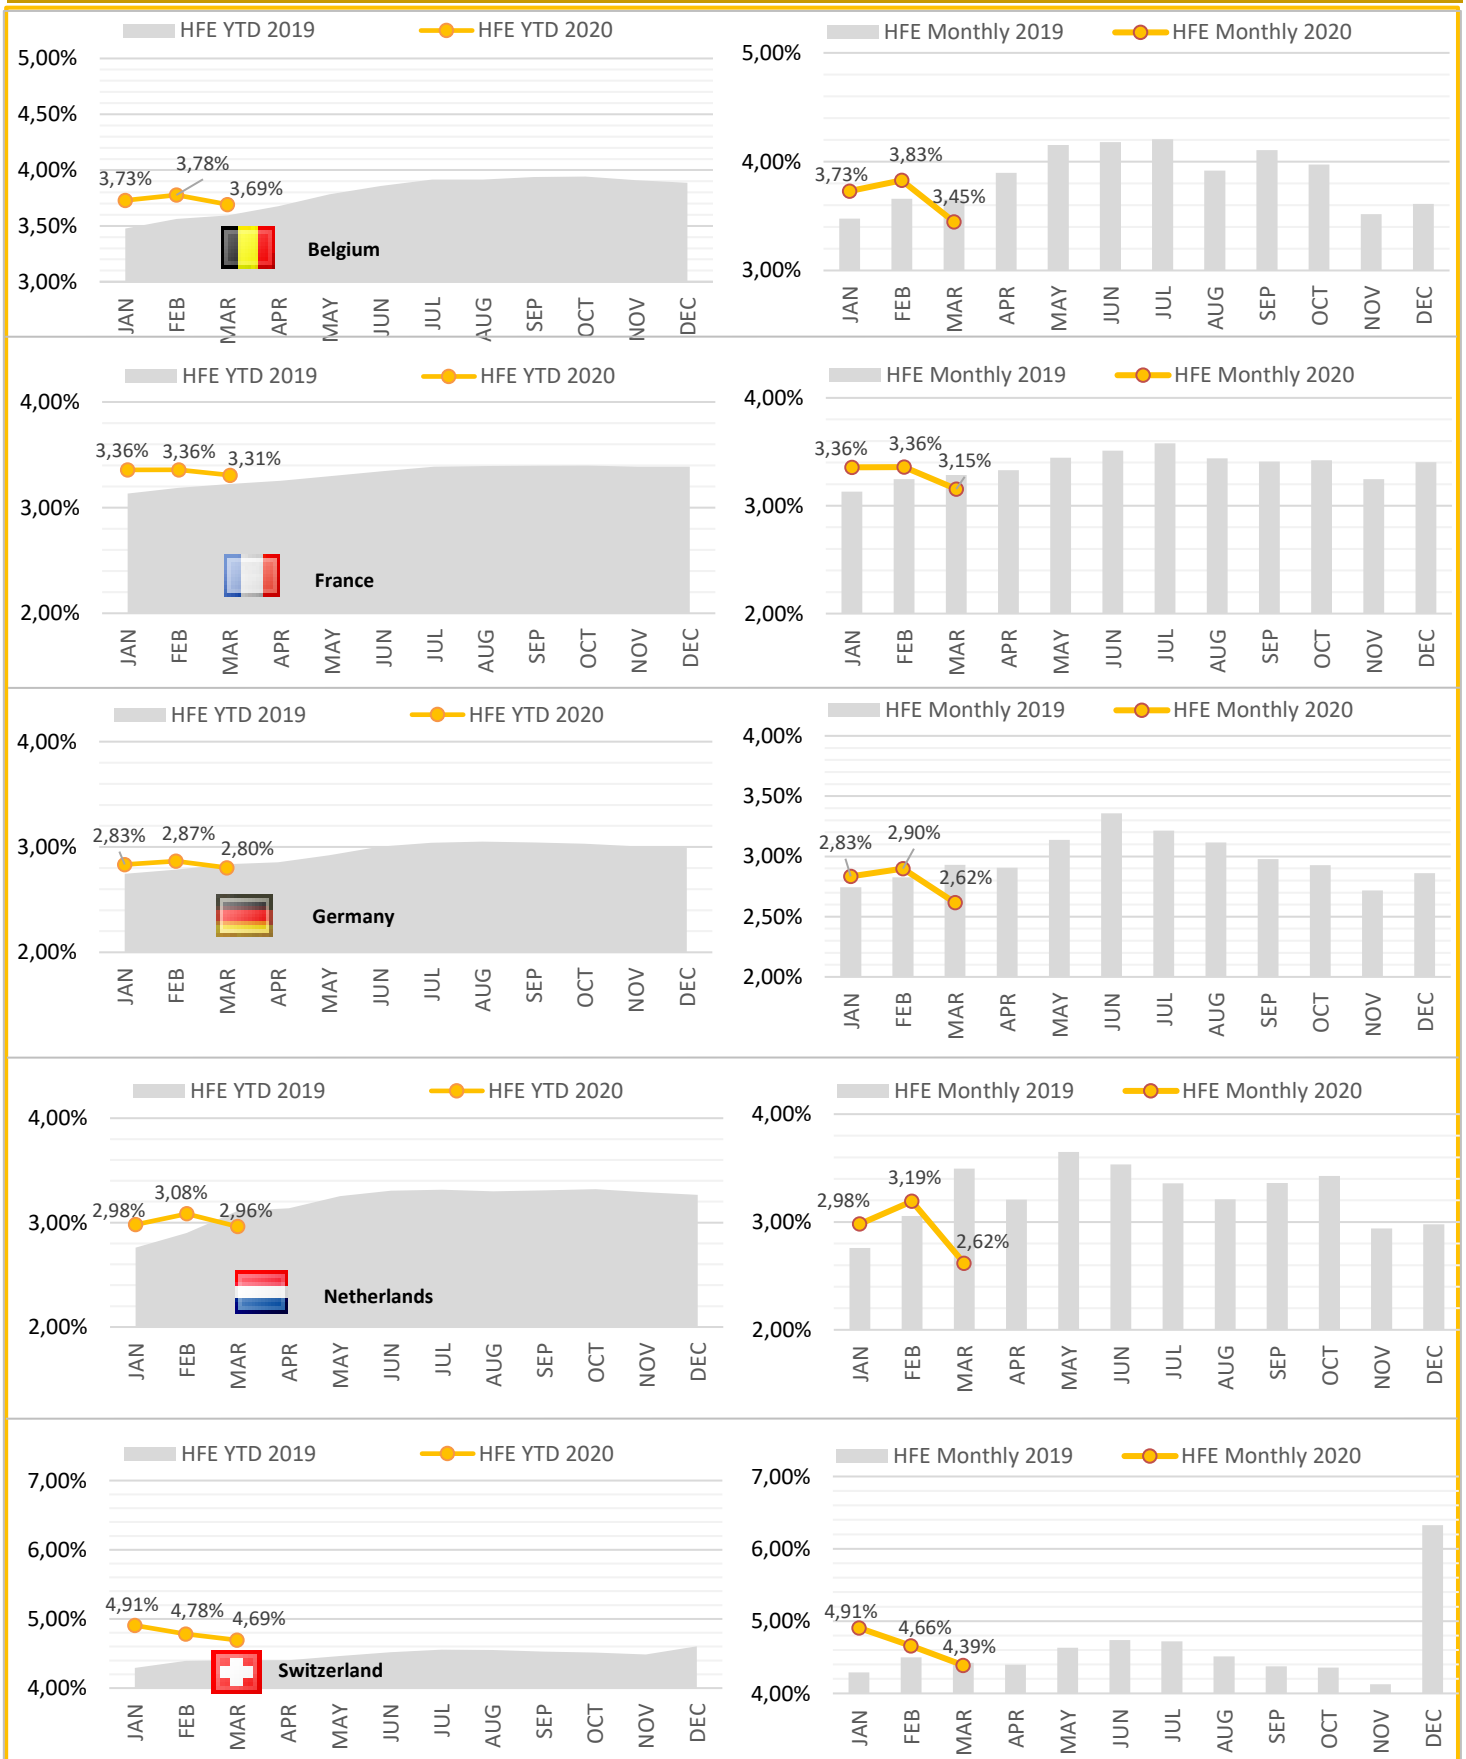 HFE YTD 2019 HFE YTD 2020
5,00%
4,50%
4,00%
3,50%
3,00%
3,73% 3,78% 3,69%
Belgium
JAN FEB MAR APR MAY JUN JUL AUG SEP OCT NOV DEC
HFE Monthly 2019 HFE Monthly 2020
5,00%
4,00%
3,00%
3,73% 3,83% 3,45%
JAN FEB MAR APR MAY JUN JUL AUG SEP OCT NOV DEC
HFE YTD 2019 HFE YTD 2020
4,00%
3,00%
2,00%
3,36% 3,36% 3,31%
France
JAN FEB MAR APR MAY JUN JUL AUG SEP OCT NOV DEC
HFE Monthly 2019 HFE Monthly 2020
4,00%
3,00%
2,00%
3,36% 3,36% 3,15%
JAN FEB MAR APR MAY JUN JUL AUG SEP OCT NOV DEC
HFE YTD 2019 HFE YTD 2020
4,00%
3,00%
2,00%
2,83% 2,87% 2,80%
Germany
JAN FEB MAR APR MAY JUN JUL AUG SEP OCT NOV DEC
HFE Monthly 2019 HFE Monthly 2020
4,00%
3,50%
3,00%
2,50%
2,00%
2,83% 2,90% 2,62%
JAN FEB MAR APR MAY JUN JUL AUG SEP OCT NOV DEC
HFE YTD 2019 HFE YTD 2020
4,00%
3,00%
2,00%
2,98% 3,08% 2,96%
Netherlands
JAN FEB MAR APR MAY JUN JUL AUG SEP OCT NOV DEC
HFE Monthly 2019 HFE Monthly 2020
4,00%
3,00%
2,00%
2,98% 3,19% 2,62%
JAN FEB MAR APR MAY JUN JUL AUG SEP OCT NOV DEC
HFE YTD 2019 HFE YTD 2020
7,00%
6,00%
5,00%
4,00%
4,91% 4,78% 4,69%
Switzerland
JAN FEB MAR APR MAY JUN JUL AUG SEP OCT NOV DEC
HFE Monthly 2019 HFE Monthly 2020
7,00%
6,00%
5,00%
4,00%
4,91% 4,66% 4,39%
JAN FEB MAR APR MAY JUN JUL AUG SEP OCT NOV DEC